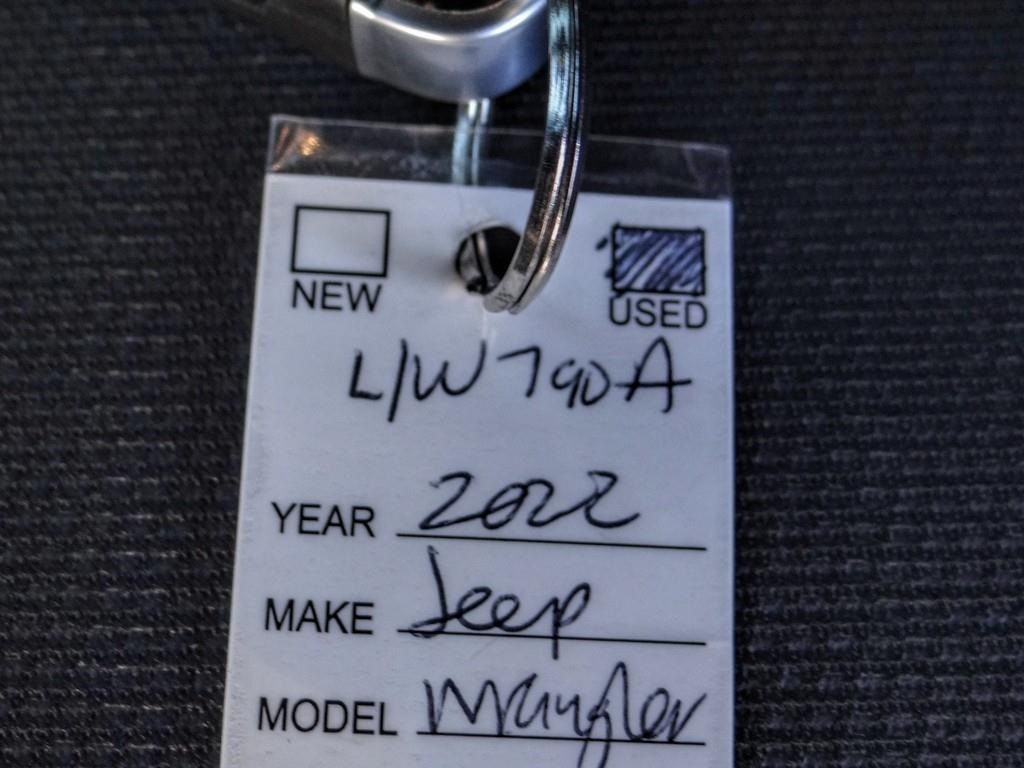 NEW USED
L/W790A
YEAR 2022
MAKE Jeep
MODEL Wrangler